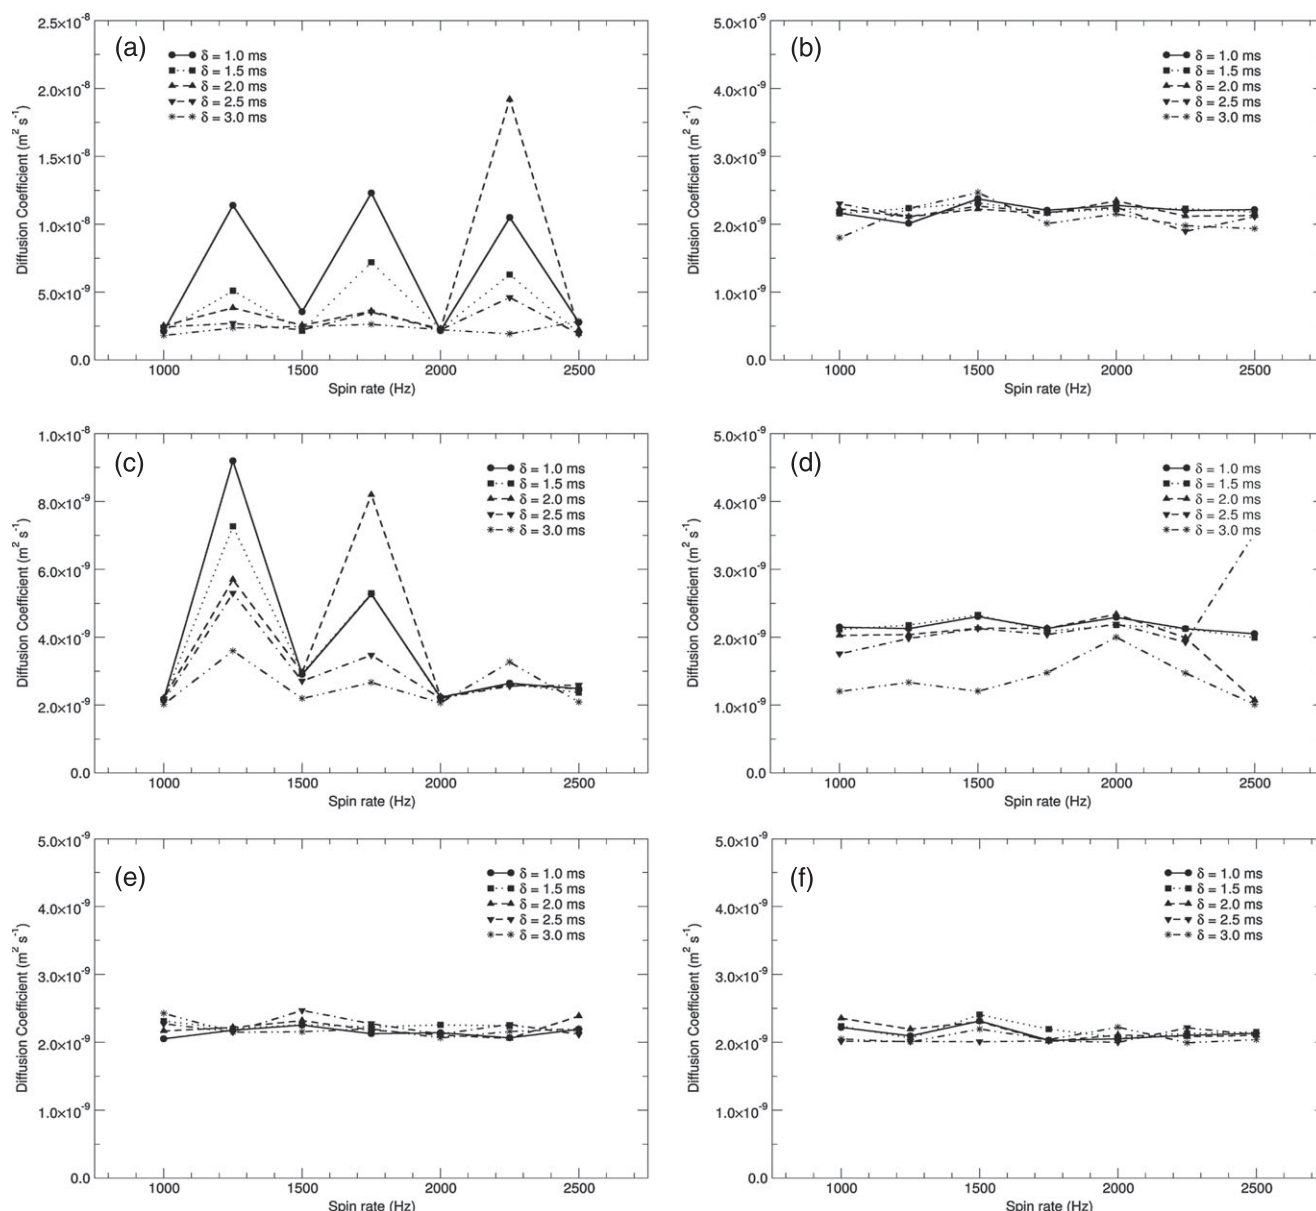 (a)
δ = 1.0 ms
δ = 1.5 ms
δ = 2.0 ms
δ = 2.5 ms
δ = 3.0 ms
2.5×10⁻⁸
2.0×10⁻⁸
1.5×10⁻⁸
1.0×10⁻⁸
5.0×10⁻⁹
0.0
Diffusion Coefficient (m² s⁻¹)
1000 1500 2000 2500
Spin rate (Hz)
(b)
δ = 1.0 ms
δ = 1.5 ms
δ = 2.0 ms
δ = 2.5 ms
δ = 3.0 ms
5.0×10⁻⁹
4.0×10⁻⁹
3.0×10⁻⁹
2.0×10⁻⁹
1.0×10⁻⁹
0.0
Diffusion Coefficient (m² s⁻¹)
1000 1500 2000 2500
Spin rate (Hz)
(c)
δ = 1.0 ms
δ = 1.5 ms
δ = 2.0 ms
δ = 2.5 ms
δ = 3.0 ms
1.0×10⁻⁸
8.0×10⁻⁹
6.0×10⁻⁹
4.0×10⁻⁹
2.0×10⁻⁹
0.0
Diffusion Coefficient (m² s⁻¹)
1000 1500 2000 2500
Spin rate (Hz)
(d)
δ = 1.0 ms
δ = 1.5 ms
δ = 2.0 ms
δ = 2.5 ms
δ = 3.0 ms
5.0×10⁻⁹
4.0×10⁻⁹
3.0×10⁻⁹
2.0×10⁻⁹
1.0×10⁻⁹
0.0
Diffusion Coefficient (m² s⁻¹)
1000 1500 2000 2500
Spin rate (Hz)
(e)
δ = 1.0 ms
δ = 1.5 ms
δ = 2.0 ms
δ = 2.5 ms
δ = 3.0 ms
5.0×10⁻⁹
4.0×10⁻⁹
3.0×10⁻⁹
2.0×10⁻⁹
1.0×10⁻⁹
0.0
Diffusion Coefficient (m² s⁻¹)
1000 1500 2000 2500
Spin rate (Hz)
(f)
δ = 1.0 ms
δ = 1.5 ms
δ = 2.0 ms
δ = 2.5 ms
δ = 3.0 ms
5.0×10⁻⁹
4.0×10⁻⁹
3.0×10⁻⁹
2.0×10⁻⁹
1.0×10⁻⁹
0.0
Diffusion Coefficient (m² s⁻¹)
1000 1500 2000 2500
Spin rate (Hz)